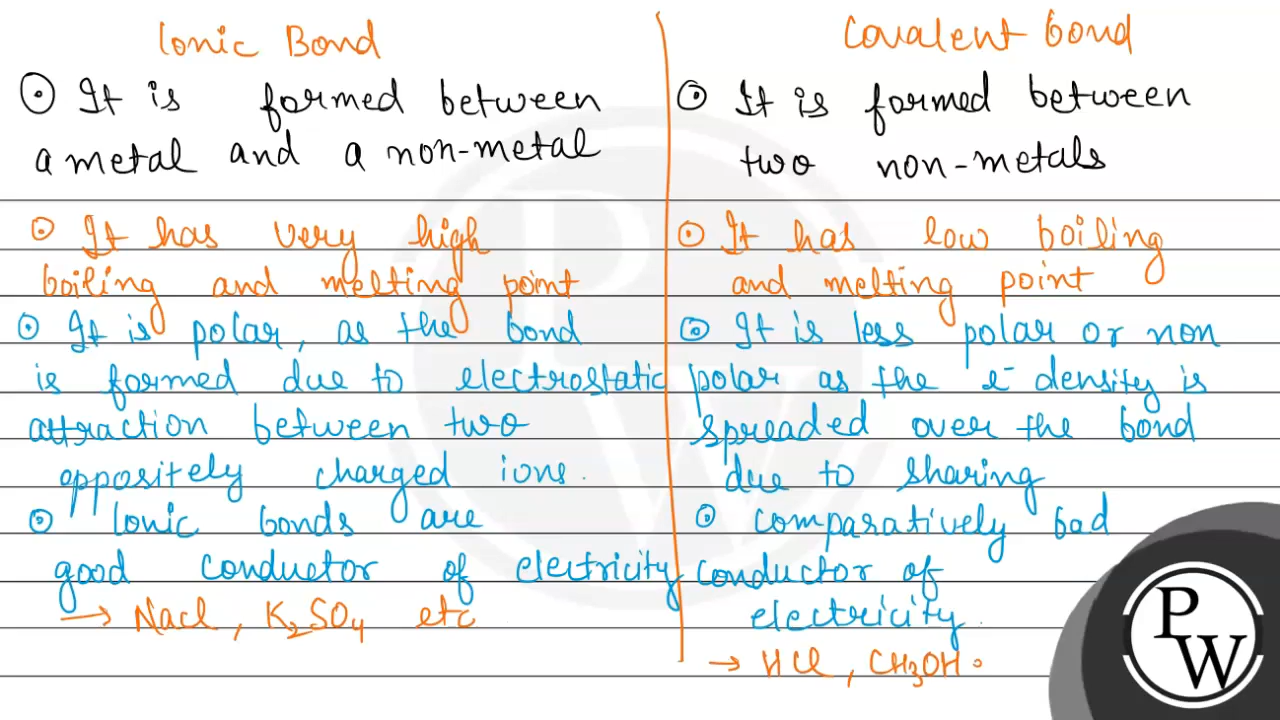 Ionic Bond
⊙ It is formed between
a metal and a non-metal
⊙ It has very high
boiling and melting point
⊙ It is polar, as the bond
is formed due to electrostatic
attraction between two
oppositely charged ions.
⊙ Ionic bonds are
good conductor of electricity
→ Nacl, K₂SO₄ etc
Covalent bond
⊙ It is formed between
two non-metals
⊙ It has low boiling
and melting point
⊙ It is less polar or non
polar as the e⁻ density is
spreaded over the bond
due to sharing
⊙ comparatively bad
conductor of
electricity.
→ HCl, CH₃OH.
P
W
P
W